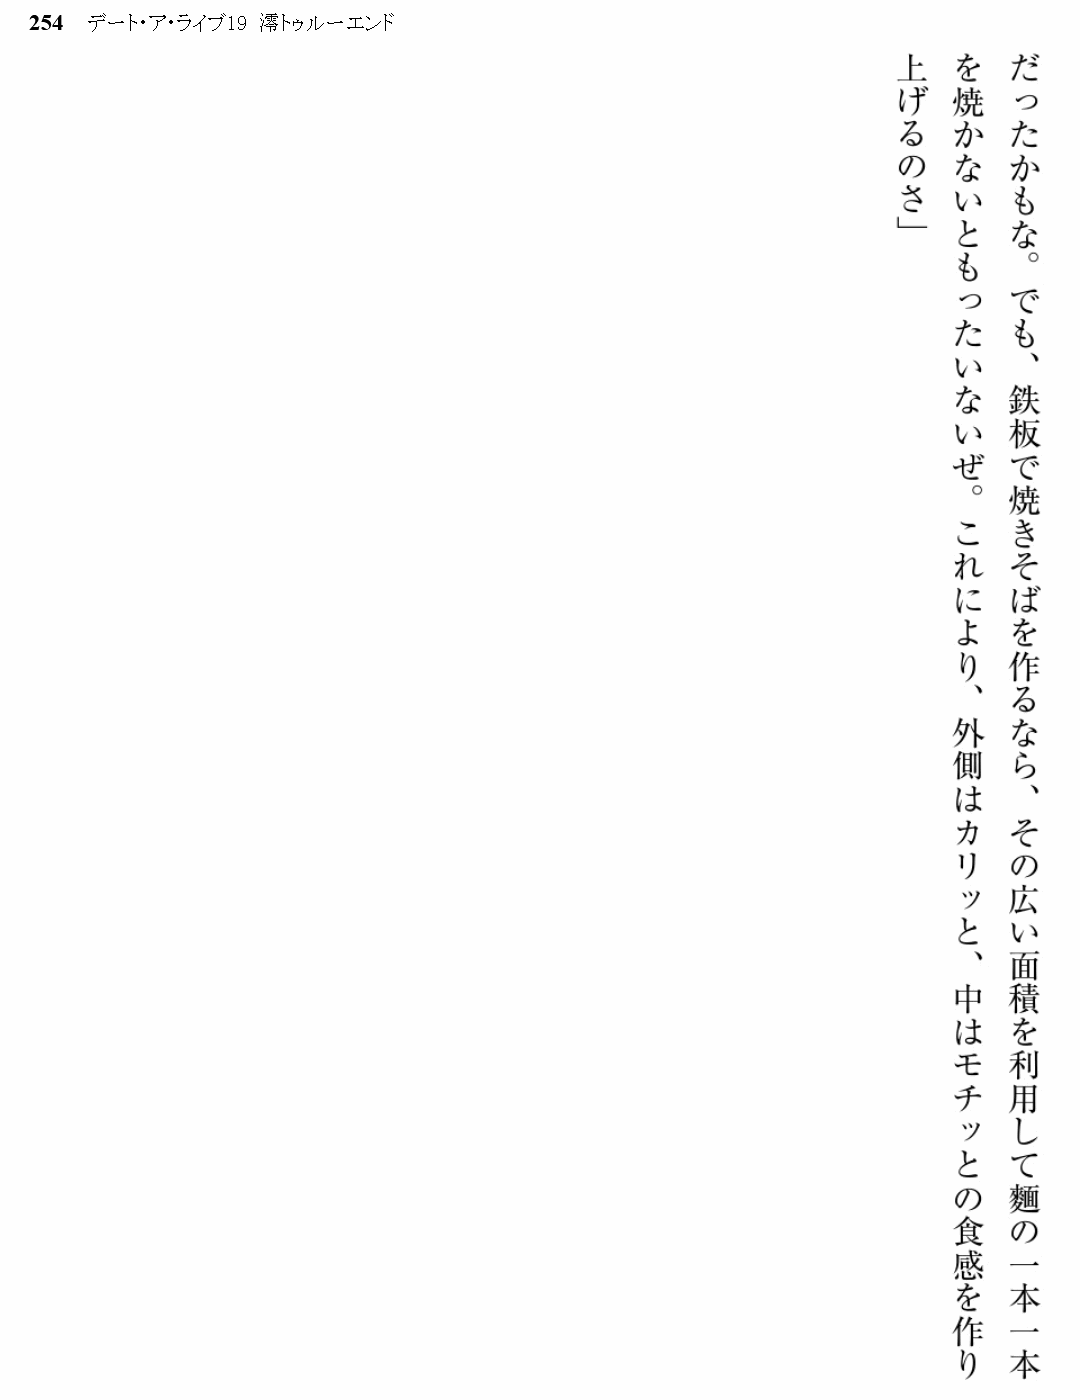 254 デート・ア・ライブ19 澪トゥルーエンド
だったかもな。でも、鉄板で焼きそばを作るなら、その広い面積を利用して麺の一本一本
を焼かないともったいないぜ。これにより、外側はカリッと、中はモチッとの食感を作り
上げるのさ」